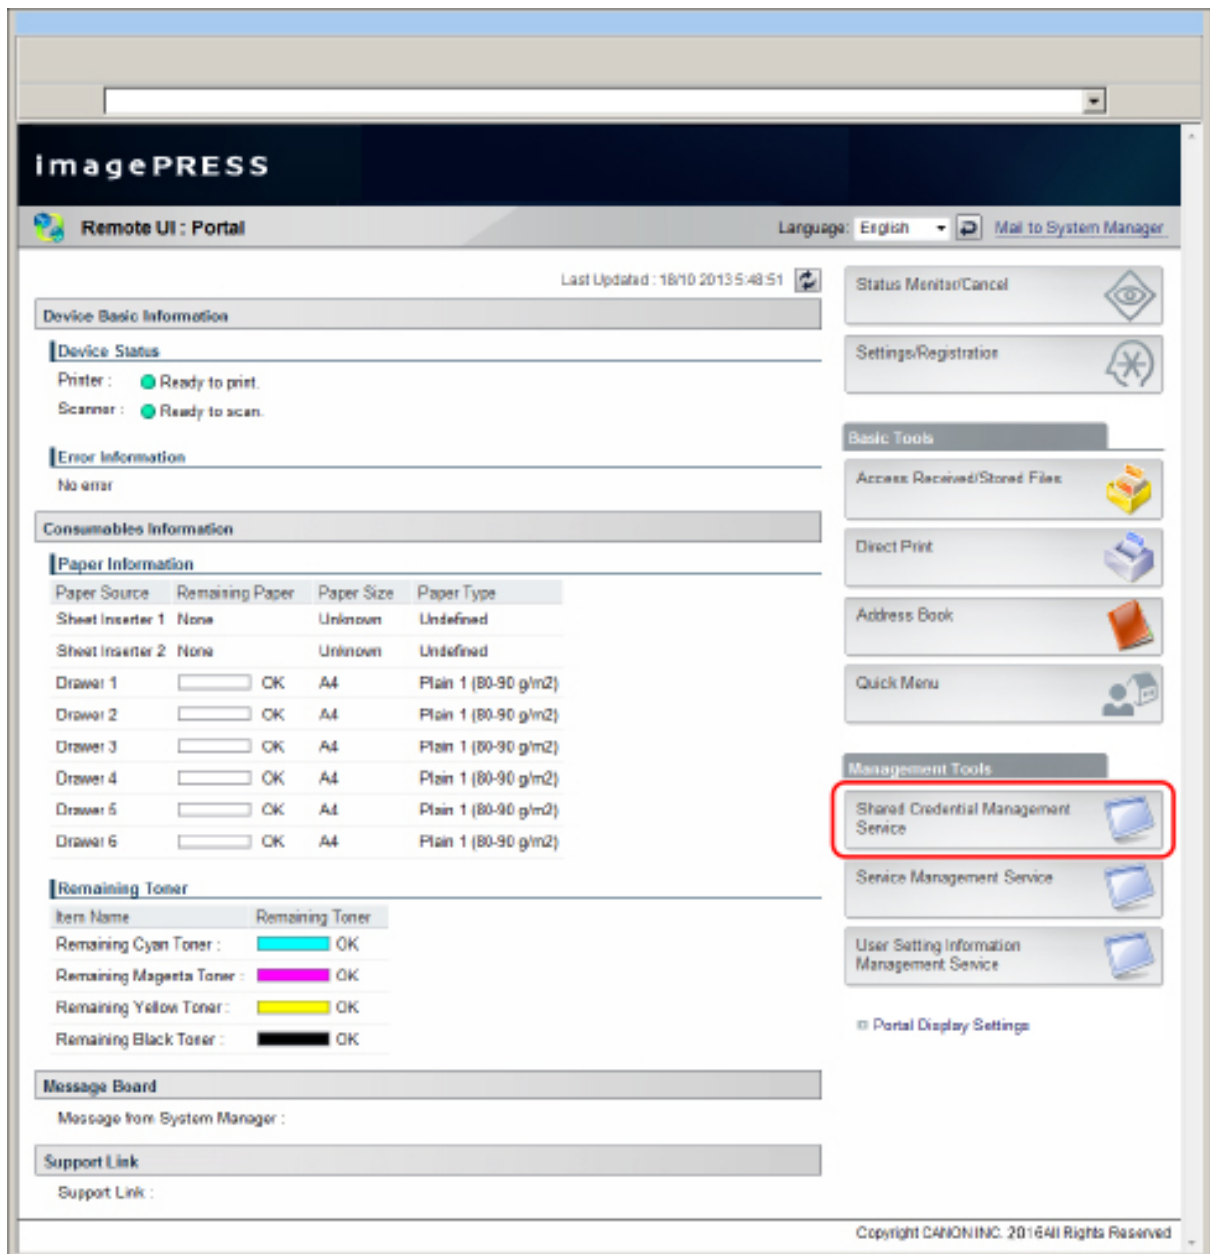 imagePRESS
Remote UI : Portal
Language: English
Mail to System Manager
Last Updated : 18/10 2013 5:48:51
Device Basic Information
Device Status
Printer : Ready to print.
Scanner : Ready to scan.
Error Information
No error
Consumables Information
Paper Information
Paper Source Remaining Paper Paper Size Paper Type
Sheet Inserter 1 None Unknown Undefined
Sheet Inserter 2 None Unknown Undefined
Drawer 1 OK A4 Plain 1 (80-90 g/m2)
Drawer 2 OK A4 Plain 1 (80-90 g/m2)
Drawer 3 OK A4 Plain 1 (80-90 g/m2)
Drawer 4 OK A4 Plain 1 (80-90 g/m2)
Drawer 5 OK A4 Plain 1 (80-90 g/m2)
Drawer 6 OK A4 Plain 1 (80-90 g/m2)
Remaining Toner
Item Name Remaining Toner
Remaining Cyan Toner : OK
Remaining Magenta Toner : OK
Remaining Yellow Toner : OK
Remaining Black Toner : OK
Message Board
Message from System Manager :
Support Link
Support Link :
Status Monitor/Cancel
Settings/Registration
Basic Tools
Access Received/Stored Files
Direct Print
Address Book
Quick Menu
Management Tools
Shared Credential Management
Service
Service Management Service
User Setting Information
Management Service
Portal Display Settings
Copyright CANON INC. 2016All Rights Reserved